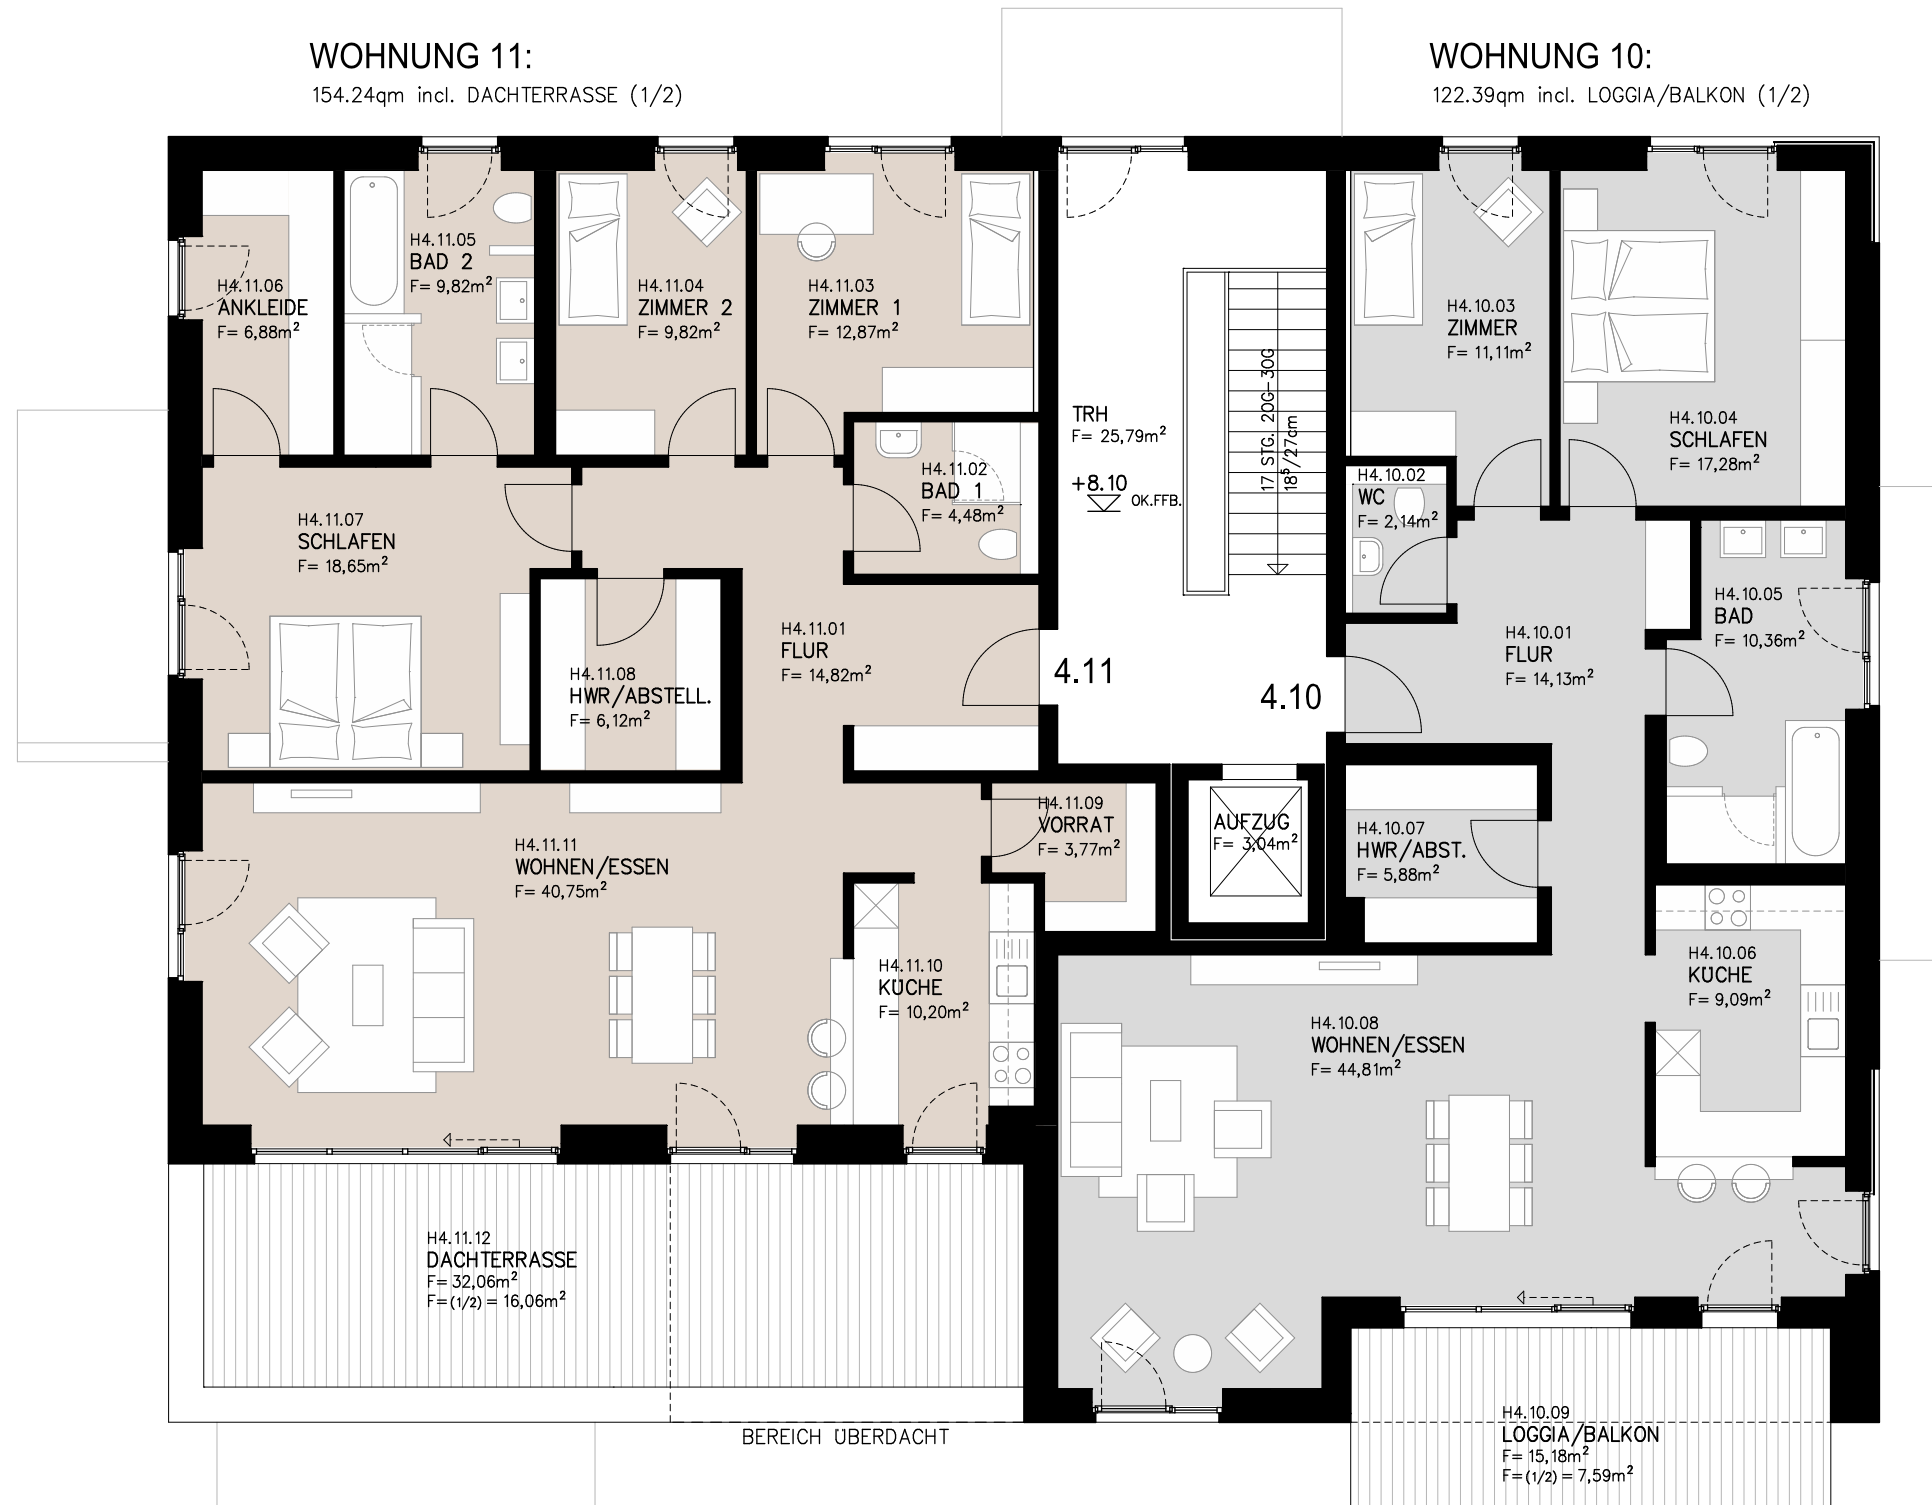 WOHNUNG 11:
154.24qm incl. DACHTERRASSE (1/2)
WOHNUNG 10:
122.39qm incl. LOGGIA/BALKON (1/2)
H4.11.06
ANKLEIDE
F= 6,88m²
H4.11.05
BAD 2
F= 9,82m²
H4.11.04
ZIMMER 2
F= 9,82m²
H4.11.03
ZIMMER 1
F= 12,87m²
H4.11.02
BAD 1
F= 4,48m²
H4.11.07
SCHLAFEN
F= 18,65m²
H4.11.08
HWR/ABSTELL.
F= 6,12m²
H4.11.01
FLUR
F= 14,82m²
4.11
TRH
F= 25,79m²
+8.10
OK.FFB.
17 STG. 20G-30G
18⁵/27cm
4.10
H4.10.03
ZIMMER
F= 11,11m²
H4.10.04
SCHLAFEN
F= 17,28m²
H4.10.02
WC
F= 2,14m²
H4.10.01
FLUR
F= 14,13m²
H4.10.05
BAD
F= 10,36m²
H4.11.11
WOHNEN/ESSEN
F= 40,75m²
H4.11.09
VORRAT
F= 3,77m²
AUFZUG
F= 3,04m²
H4.10.07
HWR/ABST.
F= 5,88m²
H4.11.10
KÜCHE
F= 10,20m²
H4.10.06
KÜCHE
F= 9,09m²
H4.10.08
WOHNEN/ESSEN
F= 44,81m²
H4.11.12
DACHTERRASSE
F= 32,06m²
F=(1/2) = 16,06m²
BEREICH ÜBERDACHT
H4.10.09
LOGGIA/BALKON
F= 15,18m²
F=(1/2) = 7,59m²